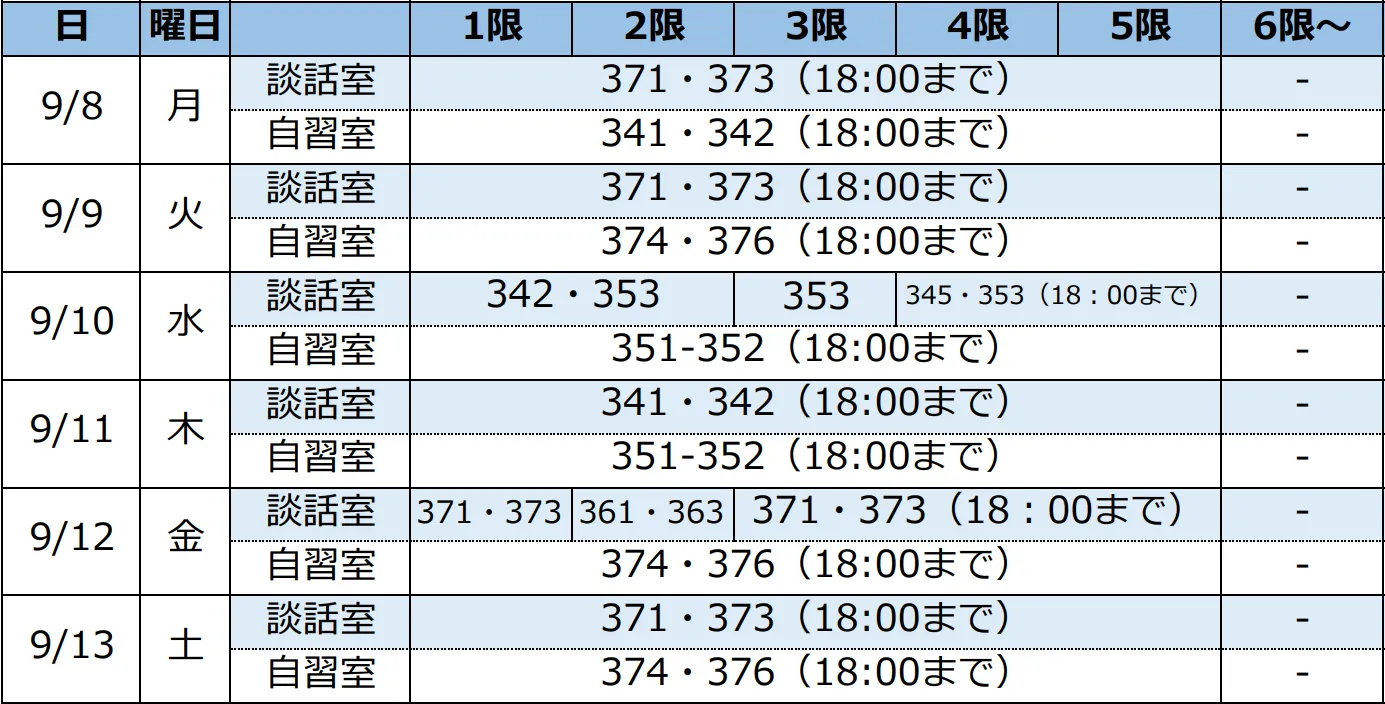 日 曜日 1限 2限 3限 4限 5限 6限～
9/8 月 談話室 371・373（18:00まで） -
自習室 341・342（18:00まで） -
9/9 火 談話室 371・373（18:00まで） -
自習室 374・376（18:00まで） -
9/10 水 談話室 342・353 353 345・353（18：00まで） -
自習室 351-352（18:00まで） -
9/11 木 談話室 341・342（18:00まで） -
自習室 351-352（18:00まで） -
9/12 金 談話室 371・373 361・363 371・373（18：00まで） -
自習室 374・376（18:00まで） -
9/13 土 談話室 371・373（18:00まで） -
自習室 374・376（18:00まで） -